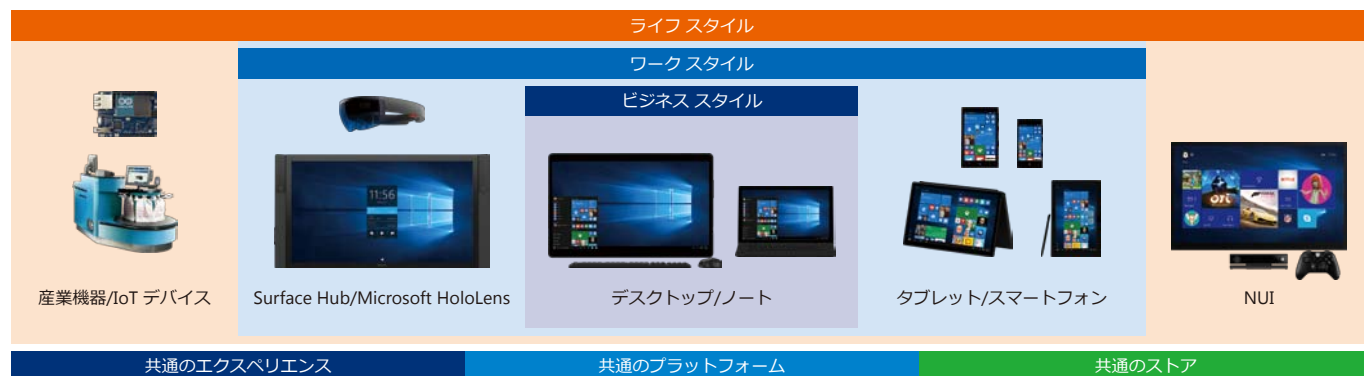 ライフ スタイル
ワーク スタイル
ビジネス スタイル
11:56
産業機器/IoT デバイス
Surface Hub/Microsoft HoloLens
デスクトップ/ノート
タブレット/スマートフォン
NUI
共通のエクスペリエンス
共通のプラットフォーム
共通のストア